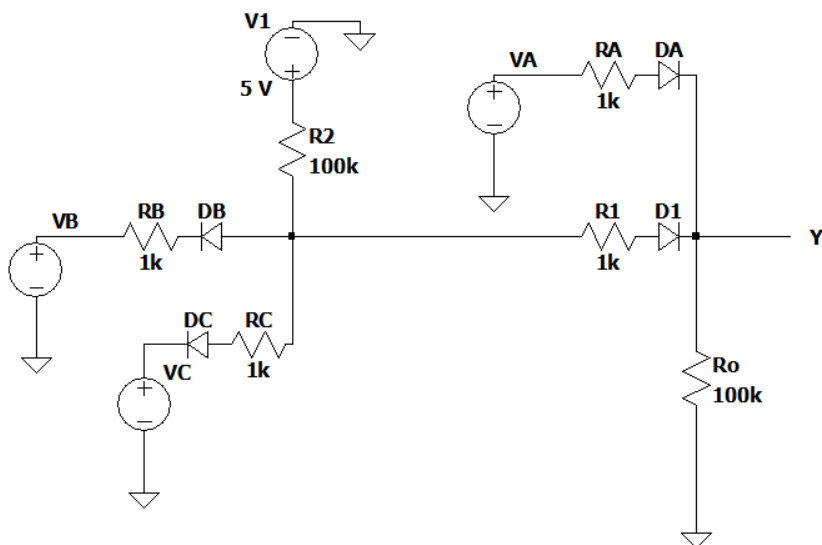 V1
5 V
R2
100k
VA
RA
1k
DA
VB
RB
1k
DB
R1
1k
D1
Y
DC
VC
RC
1k
Ro
100k